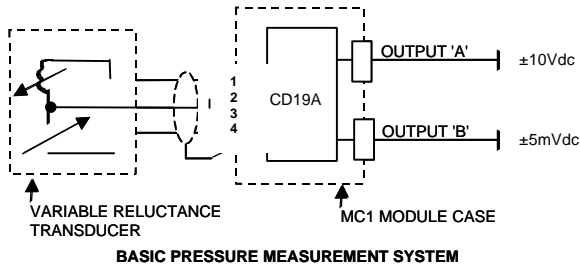 1
2
3
4
CD19A
OUTPUT 'A'
±10Vdc
OUTPUT 'B'
±5mVdc
VARIABLE RELUCTANCE
TRANSDUCER
MC1 MODULE CASE
BASIC PRESSURE MEASUREMENT SYSTEM